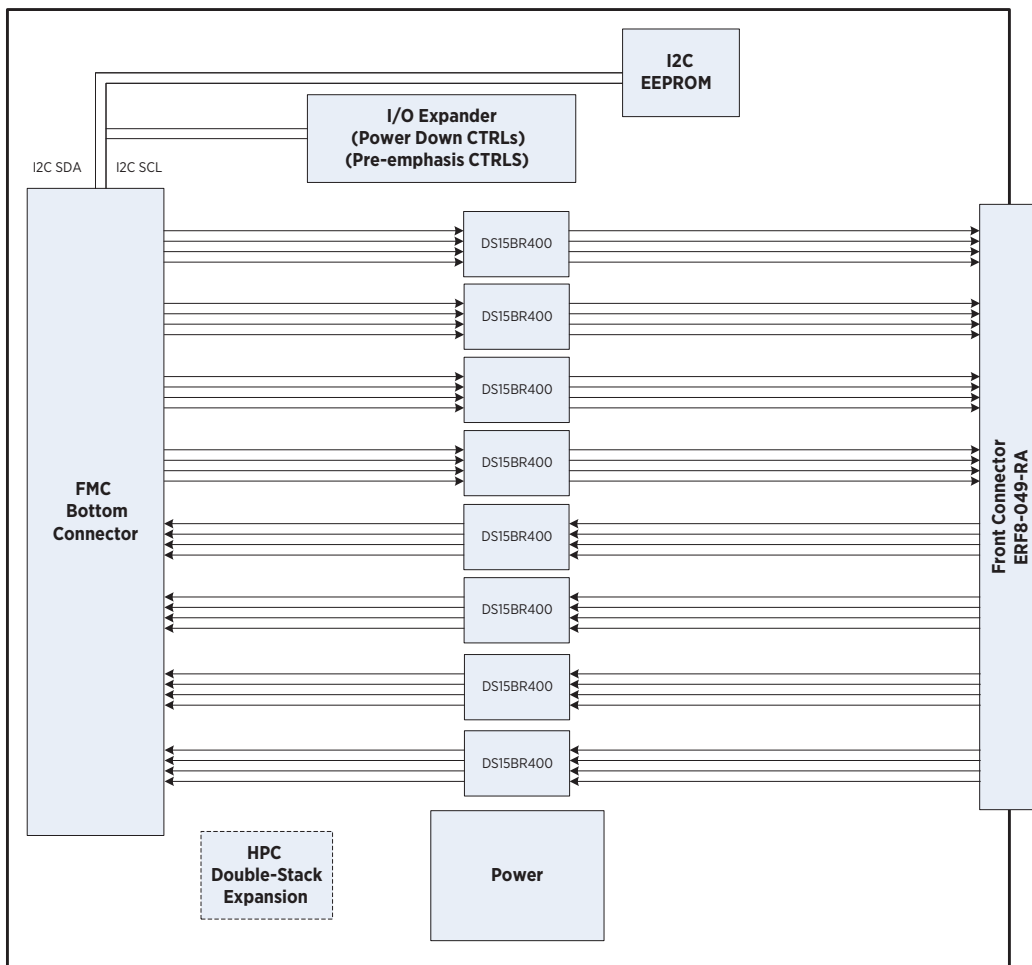 I2C
EEPROM
I/O Expander
(Power Down CTRLs)
(Pre-emphasis CTRLS)
I2C SDA
I2C SCL
DS15BR400
DS15BR400
DS15BR400
DS15BR400
FMC
Bottom
Connector
DS15BR400
DS15BR400
DS15BR400
DS15BR400
Front Connector
ERF8-049-RA
HPC
Double-Stack
Expansion
Power